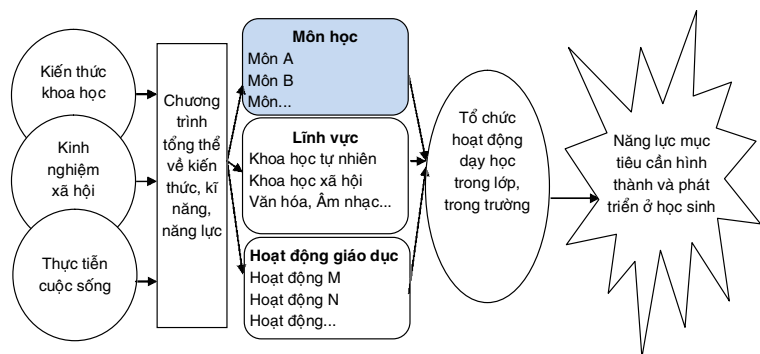 Kiến thức
khoa học
Kinh
nghiệm
xã hội
Thực tiễn
cuộc sống
Chương
trình
tổng thể
về kiến
thức, kĩ
năng,
năng lực
Môn học
Môn A
Môn B
Môn...
Lĩnh vực
Khoa học tự nhiên
Khoa học xã hội
Văn hóa, Âm nhạc...
Hoạt động giáo dục
Hoạt động M
Hoạt động N
Hoạt động...
Tổ chức
hoạt động
dạy học
trong lớp,
trong trường
Năng lực mục
tiêu cần hình
thành và phát
triển ở học sinh